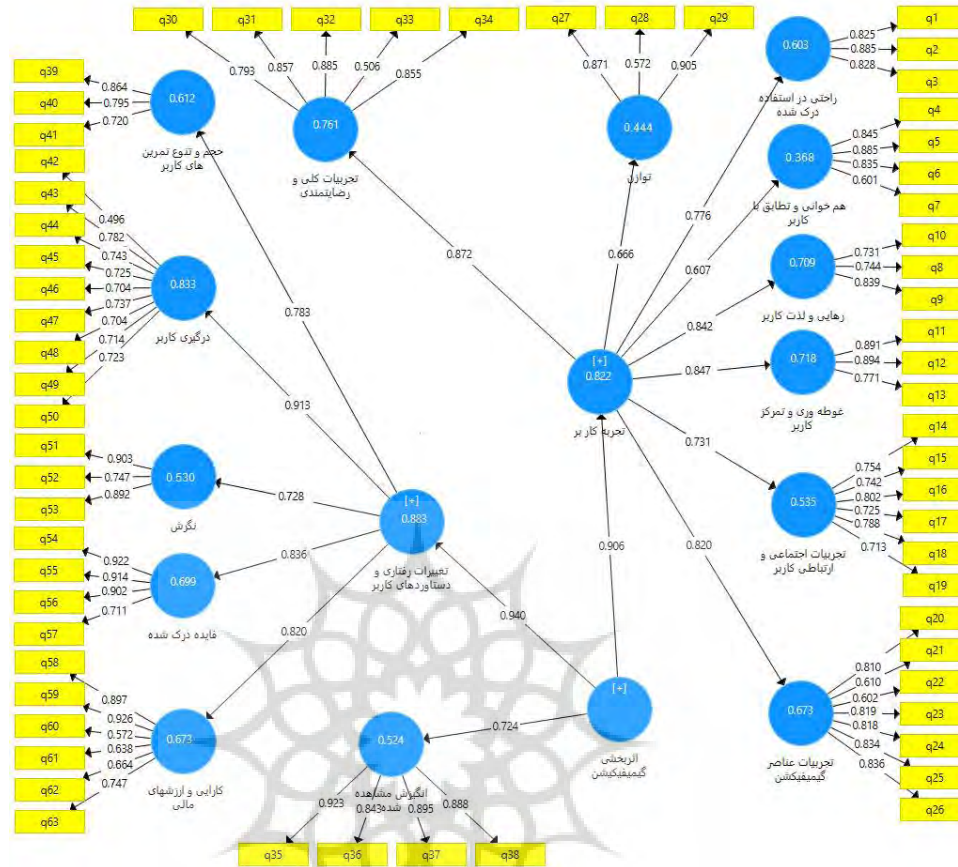 q30
q31
q32
q33
q34
0.793
0.857
0.885
0.506
0.855
0.761
تجربیات کلی و
رضایتمندی
q27
q28
q29
0.871
0.572
0.905
0.444
توازن
q1
q2
q3
0.825
0.885
0.828
0.603
راحتی در استفاده
درک شده
q4
q5
q6
q7
0.845
0.885
0.835
0.601
0.368
هم خوانی و تطابق با
کاربر
q10
q8
q9
0.731
0.744
0.839
0.709
رهایی و لذت کاربر
q11
q12
q13
0.891
0.894
0.771
0.718
غوطه وری و تمرکز
کاربر
q14
q15
q16
q17
q18
q19
0.754
0.742
0.802
0.725
0.788
0.713
0.535
تجربیات اجتماعی و
ارتباطی کاربر
q20
q21
q22
q23
q24
q25
q26
0.810
0.610
0.602
0.819
0.818
0.834
0.836
0.673
تجربیات عناصر
گیمیفیکشن
q39
q40
q41
0.864
0.795
0.720
0.612
حجم و تنوع تمرین
های کاربر
q42
q43
q44
q45
q46
q47
q48
q49
q50
0.496
0.782
0.743
0.725
0.704
0.737
0.704
0.714
0.723
0.833
درگیری کاربر
q51
q52
q53
0.903
0.747
0.892
0.530
نگرش
q54
q55
q56
q57
0.922
0.914
0.902
0.711
0.699
فایده درک شده
q58
q59
q60
q61
q62
q63
0.897
0.926
0.572
0.638
0.664
0.747
0.673
کارایی و ارزشهای
مالی
0.872
0.666
0.776
0.607
0.842
0.847
0.731
0.820
[+]
0.822
تجربه کاربر
0.783
0.913
0.728
0.836
0.820
[+]
0.883
تغییرات رفتاری و
دستاوردهای کاربر
0.906
0.940
0.724
[+]
اثربخشی
گیمیفیکیشن
0.524
انگیزش مشاهده
شده
0.923
0.843
0.895
0.888
q35
q36
q37
q38